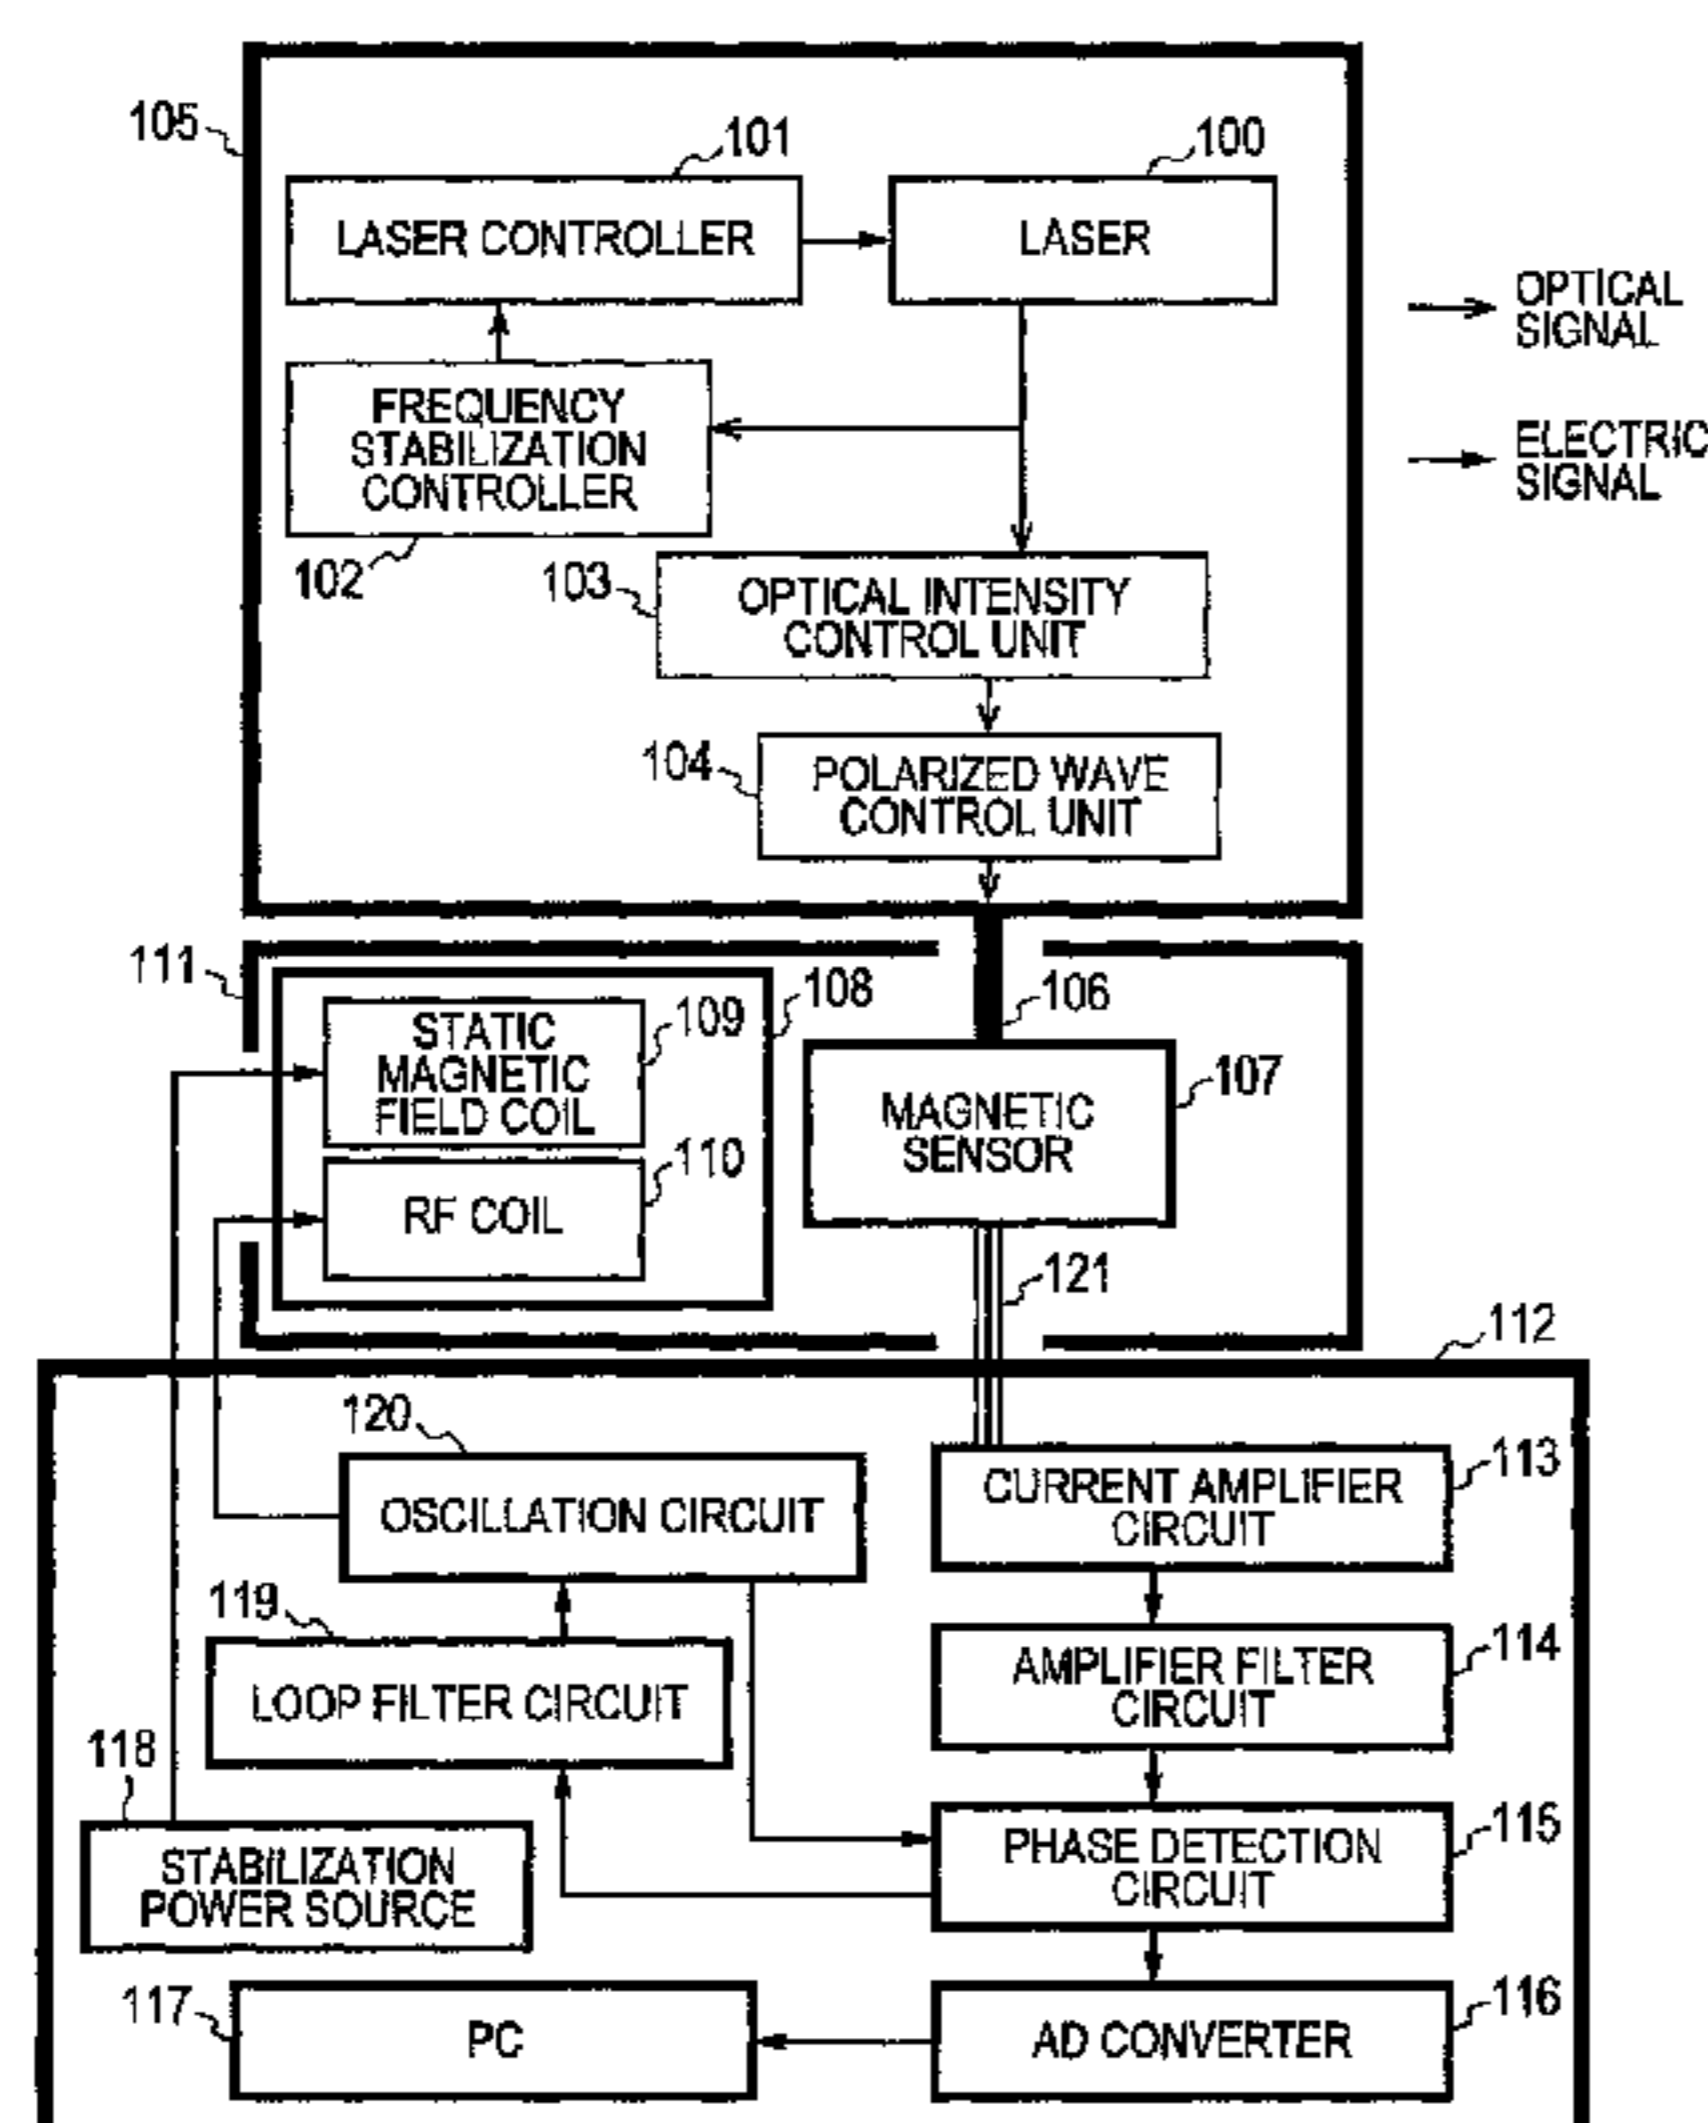 105
101
100
LASER CONTROLLER
LASER
OPTICAL
SIGNAL
FREQUENCY
STABILIZATION
CONTROLLER
ELECTRIC
SIGNAL
102
103
OPTICAL INTENSITY
CONTROL UNIT
104
POLARIZED WAVE
CONTROL UNIT
111
108
106
109
STATIC
MAGNETIC
FIELD COIL
107
MAGNETIC
SENSOR
110
RF COIL
121
112
120
OSCILLATION CIRCUIT
113
CURRENT AMPLIFIER
CIRCUIT
119
LOOP FILTER CIRCUIT
114
AMPLIFIER FILTER
CIRCUIT
118
STABILIZATION
POWER SOURCE
115
PHASE DETECTION
CIRCUIT
117
PC
116
AD CONVERTER